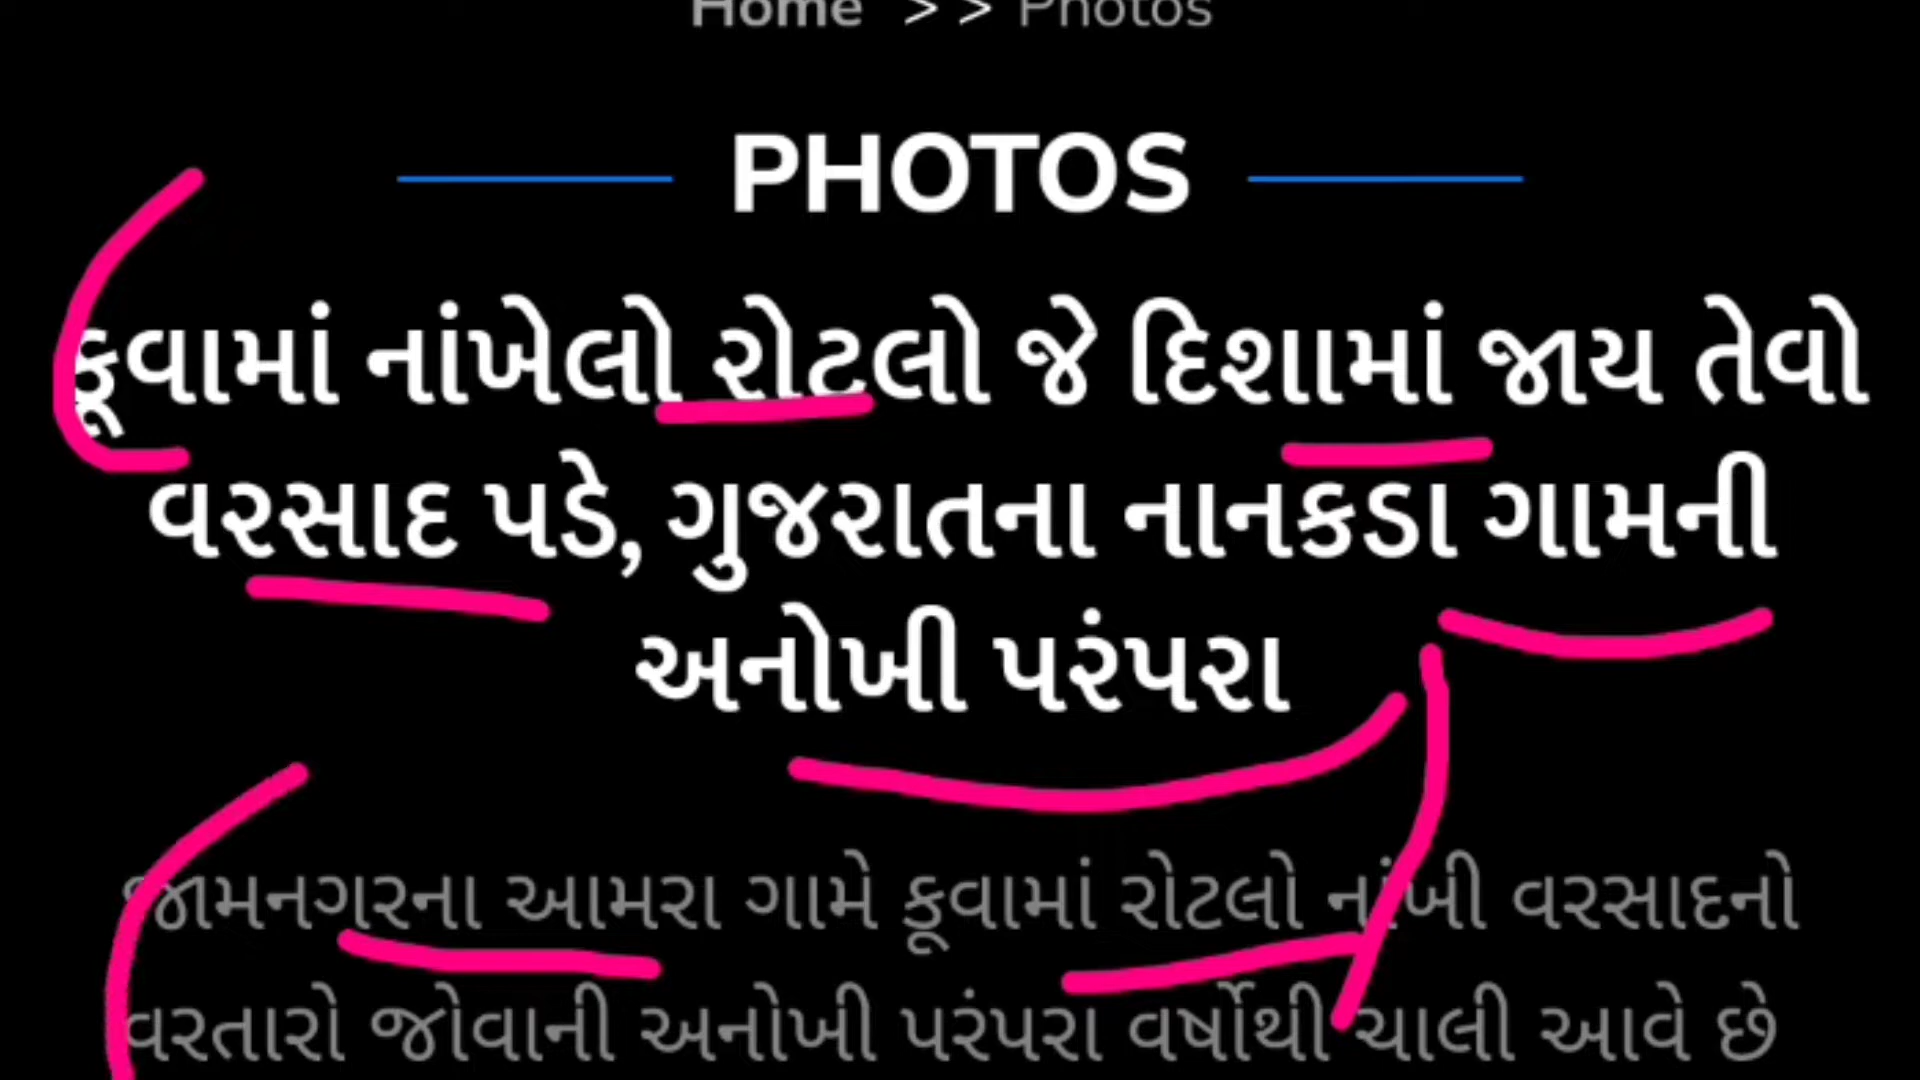 Home > > Photos
PHOTOS
કૂવામાં નાંખેલો રોટલો જે દિશામાં જાય તેવો
વરસાદ પડે, ગુજરાતના નાનકડા ગામની
અનોખી પરંપરા
જામનગરના આમરા ગામે કૂવામાં રોટલો નાંખી વરસાદનો
વરતારો જોવાની અનોખી પરંપરા વર્ષોથી ચાલી આવે છે